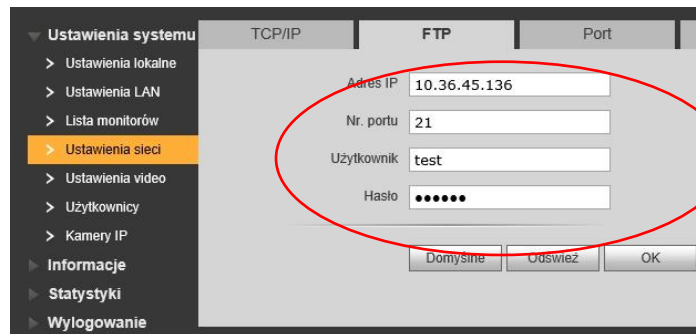 Ustawienia systemu
Ustawienia lokalne
Ustawienia LAN
Lista monitorów
Ustawienia sieci
Ustawienia video
Użytkownicy
Kamery IP
Informacje
Statystyki
Wylogowanie
TCP/IP FTP Port
Adres IP 10.36.45.136
Nr. portu 21
Użytkownik test
Hasło ●●●●●●
Domyślne Odśwież OK